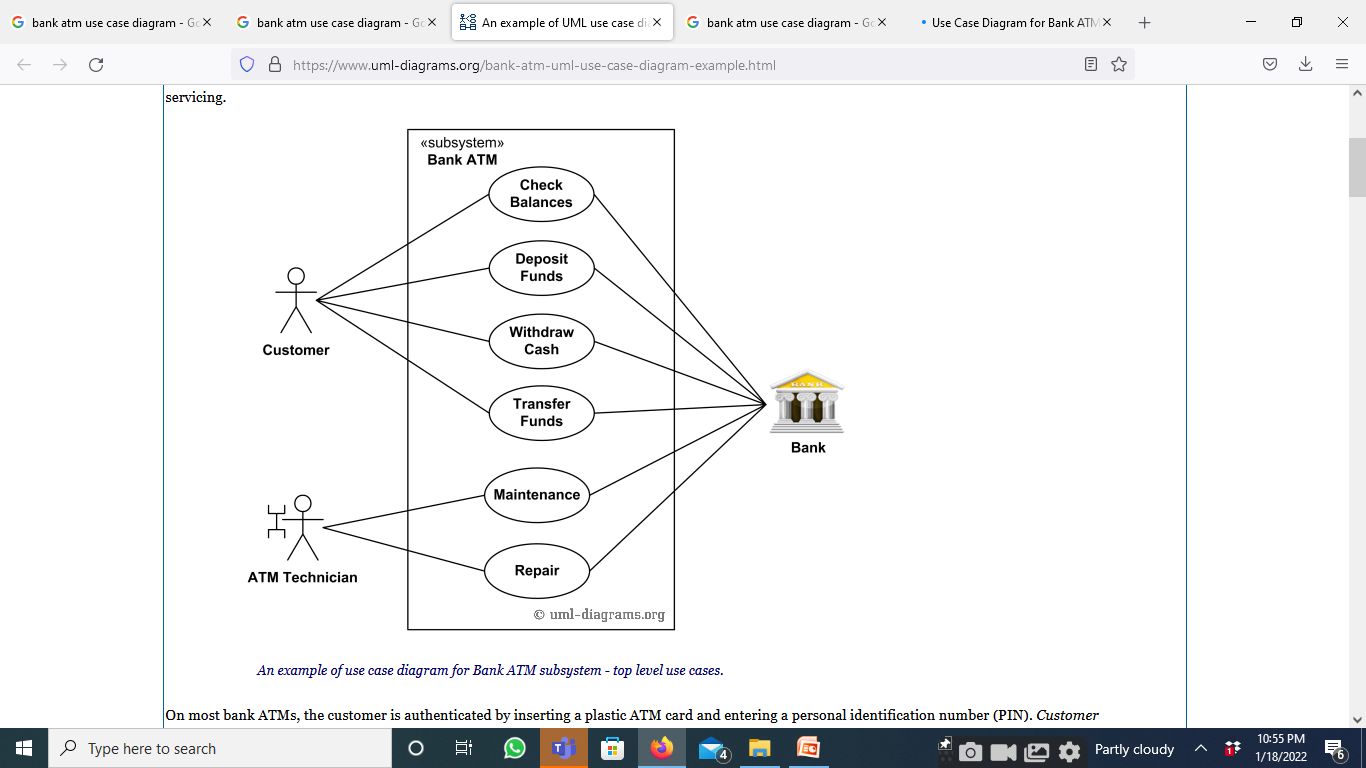 bank atm use case diagram - Go
bank atm use case diagram - Go
An example of UML use case di
bank atm use case diagram - Go
Use Case Diagram for Bank ATM
https://www.uml-diagrams.org/bank-atm-uml-use-case-diagram-example.html
servicing.
«subsystem»
Bank ATM
Check
Balances
Deposit
Funds
Withdraw
Cash
Transfer
Funds
Maintenance
Repair
Customer
ATM Technician
BANK
Bank
© uml-diagrams.org
An example of use case diagram for Bank ATM subsystem - top level use cases.
On most bank ATMs, the customer is authenticated by inserting a plastic ATM card and entering a personal identification number (PIN). Customer
Type here to search
4
Partly cloudy
1
10:55 PM
1/18/2022
6